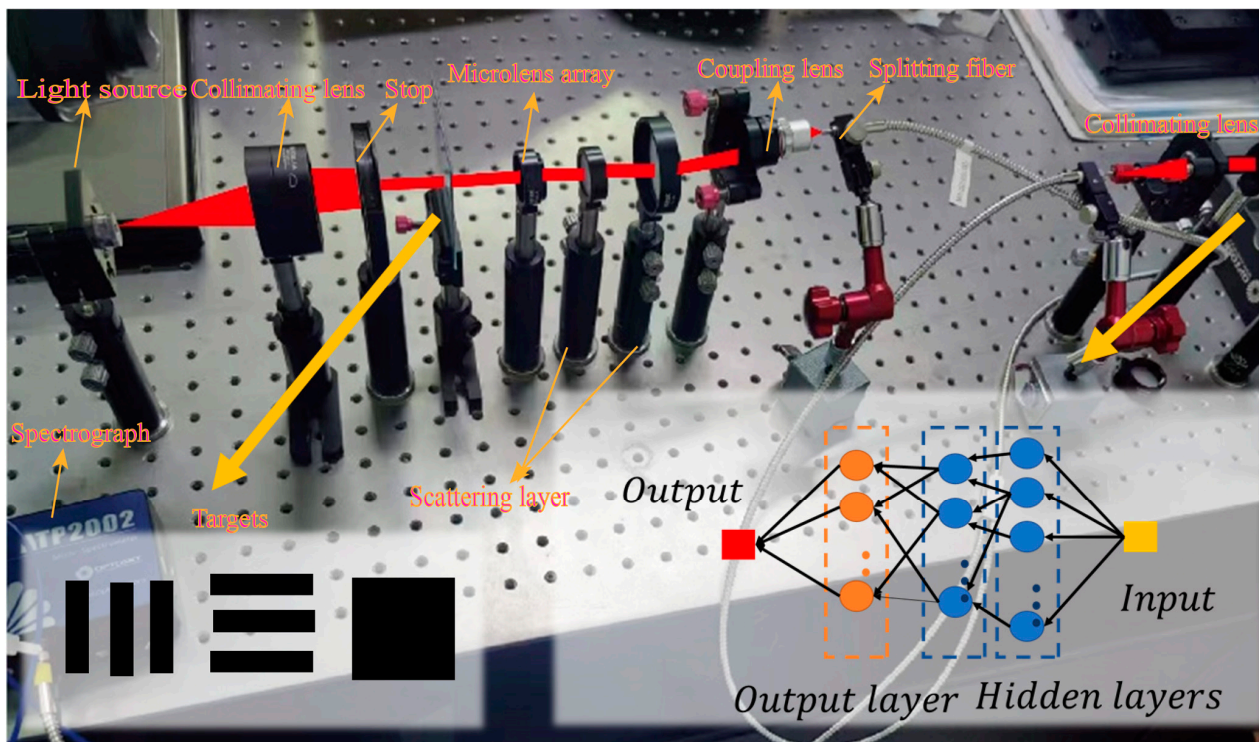 Light source
Collimating lens
Stop
Microlens array
Coupling lens
Splitting fiber
Collimating lens
Spectrograph
Targets
Scattering layer
ATP2002
Output
Input
Output layer
Hidden layers